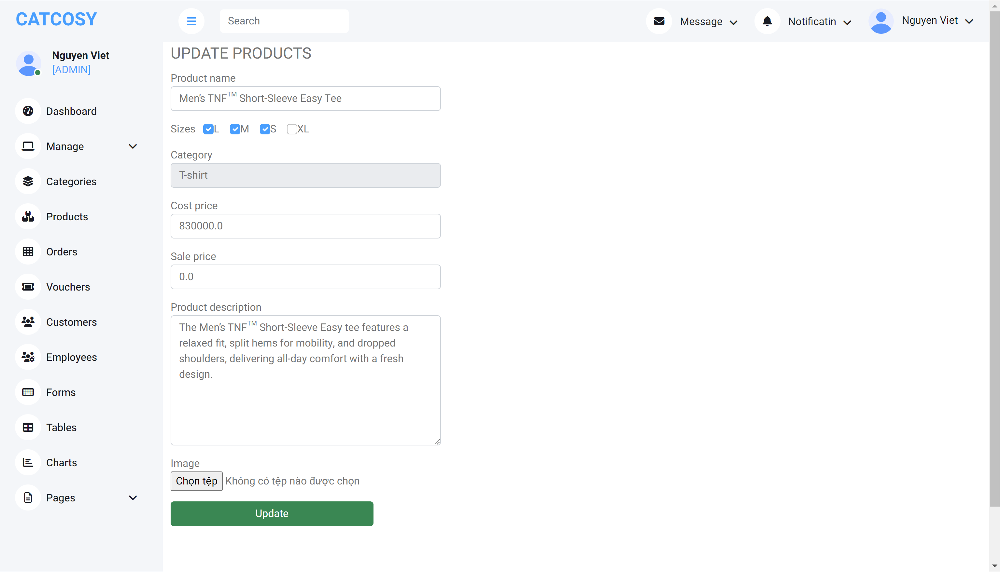 CATCOSY
Search
Message
Notificatin
Nguyen Viet
Nguyen Viet
[ADMIN]
Dashboard
Manage
Categories
Products
Orders
Vouchers
Customers
Employees
Forms
Tables
Charts
Pages
UPDATE PRODUCTS
Product name
Men’s TNF™ Short-Sleeve Easy Tee
Sizes L M S XL
Category
T-shirt
Cost price
830000.0
Sale price
0.0
Product description
The Men’s TNF™ Short-Sleeve Easy tee features a
relaxed fit, split hems for mobility, and dropped
shoulders, delivering all-day comfort with a fresh
design.
Image
Chọn tệp Không có tệp nào được chọn
Update